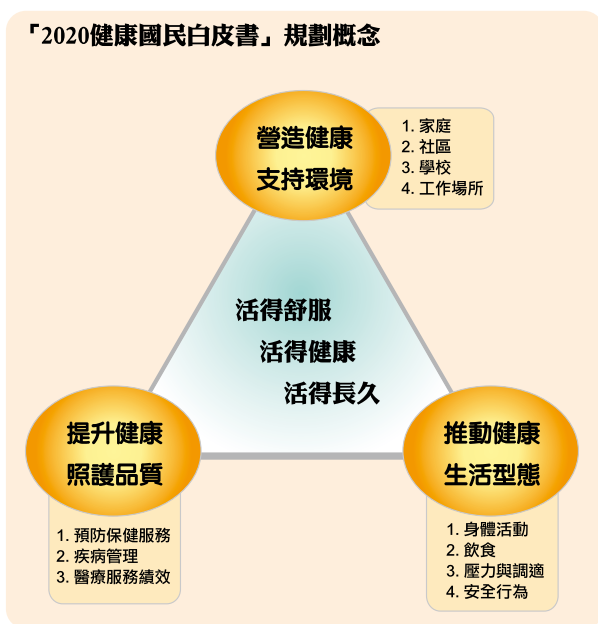 「2020健康國民白皮書」規劃概念
營造健康
支持環境
1. 家庭
2. 社區
3. 學校
4. 工作場所
活得舒服
活得健康
活得長久
提升健康
照護品質
1. 預防保健服務
2. 疾病管理
3. 醫療服務績效
推動健康
生活型態
1. 身體活動
2. 飲食
3. 壓力與調適
4. 安全行為